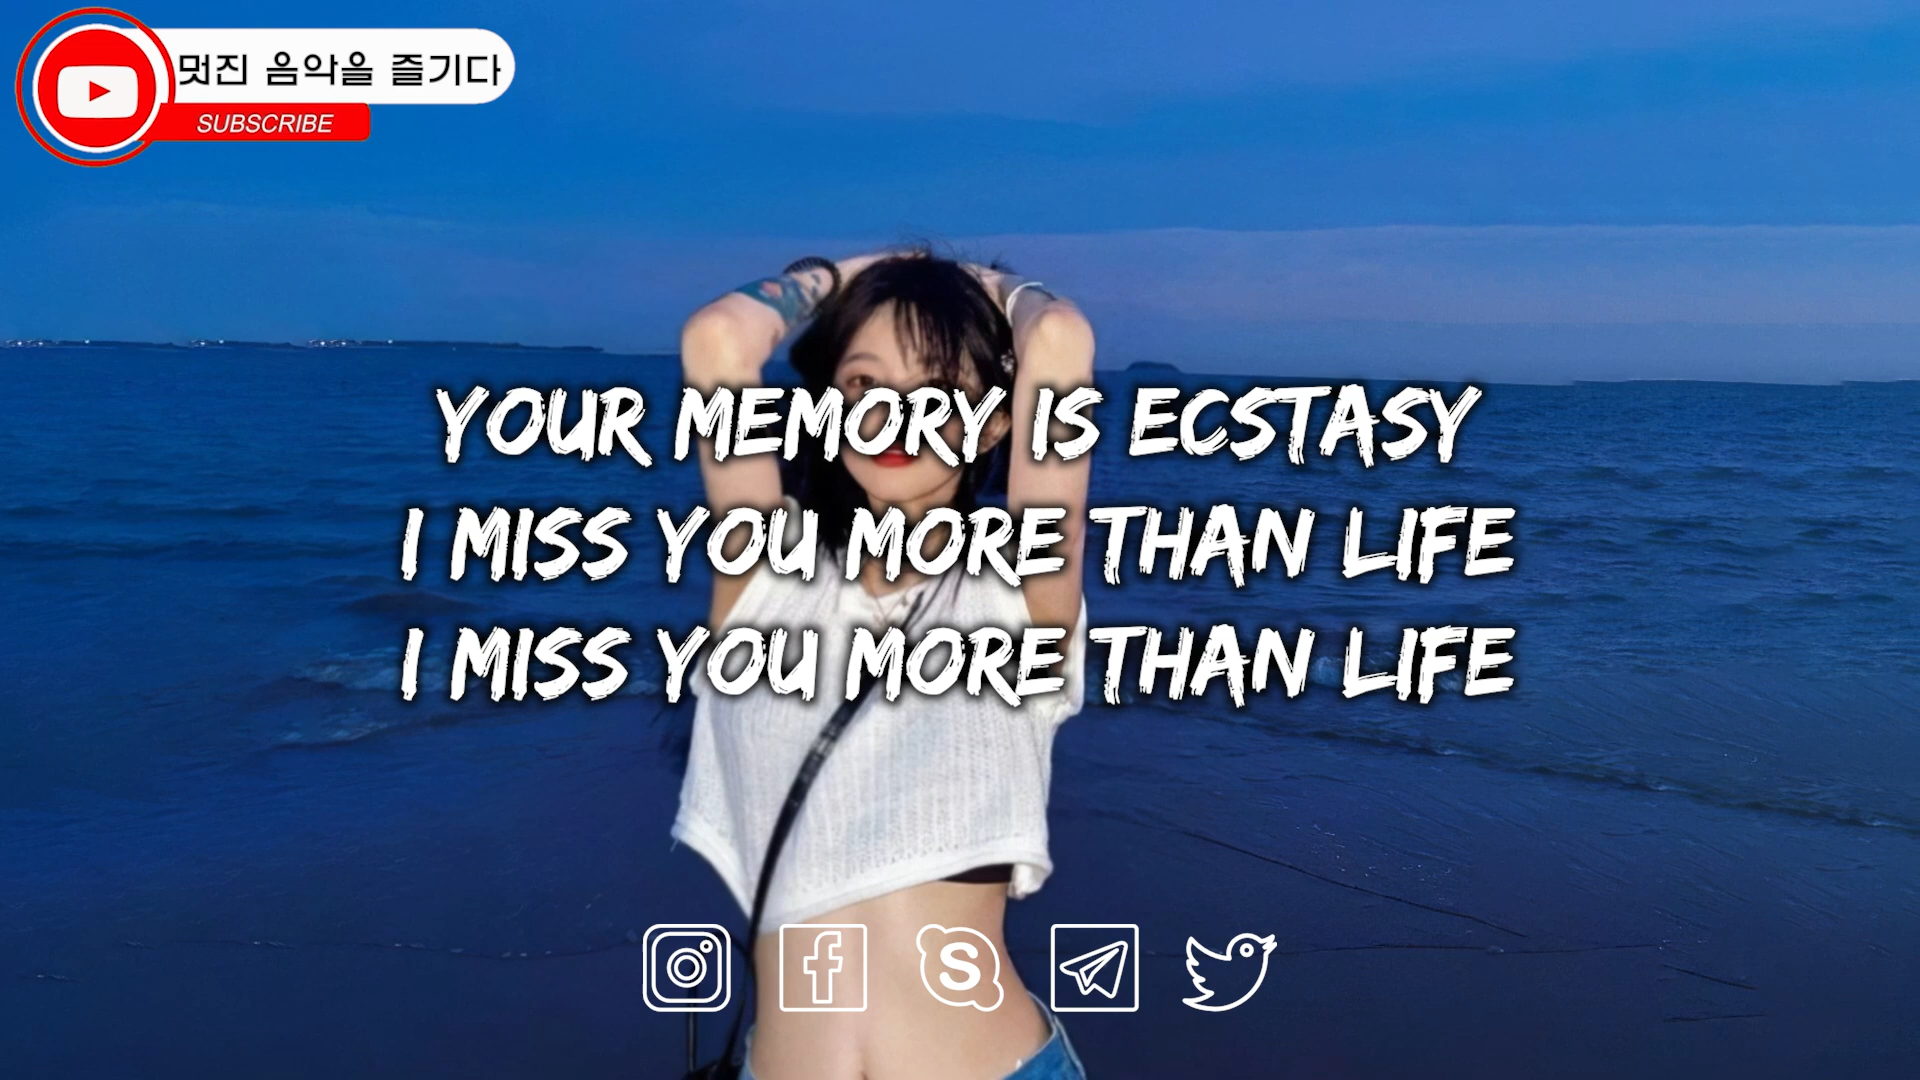 멋진 음악을 즐기다
SUBSCRIBE
YOUR MEMORY IS ECSTASY
I MISS YOU MORE THAN LIFE
I MISS YOU MORE THAN LIFE